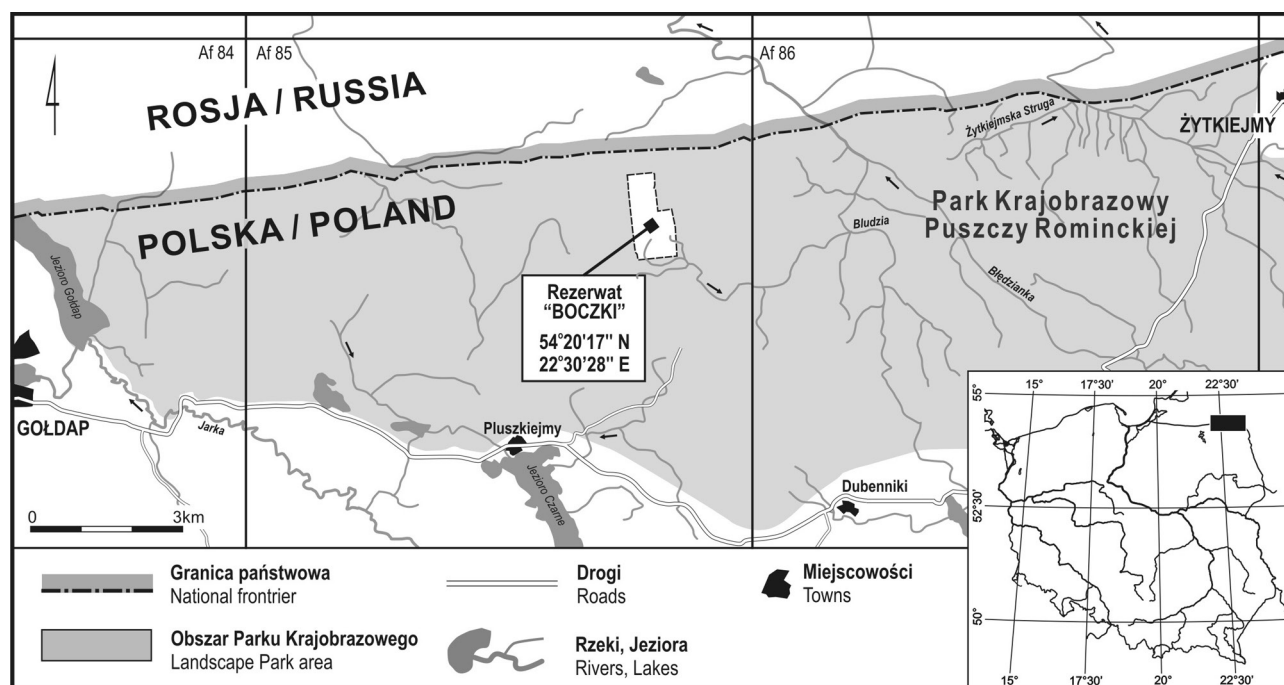 Af 84
Af 85
Af 86
ROSJA / RUSSIA
Żytkiejmska Struga
ŻYTKIEJMY
POLSKA / POLAND
Park Krajobrazowy
Puszczy Rominckiej
Jezioro Gołdap
Bludzia
Błędzianka
Rezerwat
“BOCZKI”
54°20'17" N
22°30'28" E
GOŁDAP
Jarka
Pluszkiejmy
Jezioro Czarne
Dubenniki
0 3km
15° 17°30' 20° 22°30'
55°
52°30'
50°
15° 17°30' 20° 22°30'
Granica państwowa
National frontrier
Drogi
Roads
Miejscowości
Towns
Obszar Parku Krajobrazowego
Landscape Park area
Rzeki, Jeziora
Rivers, Lakes